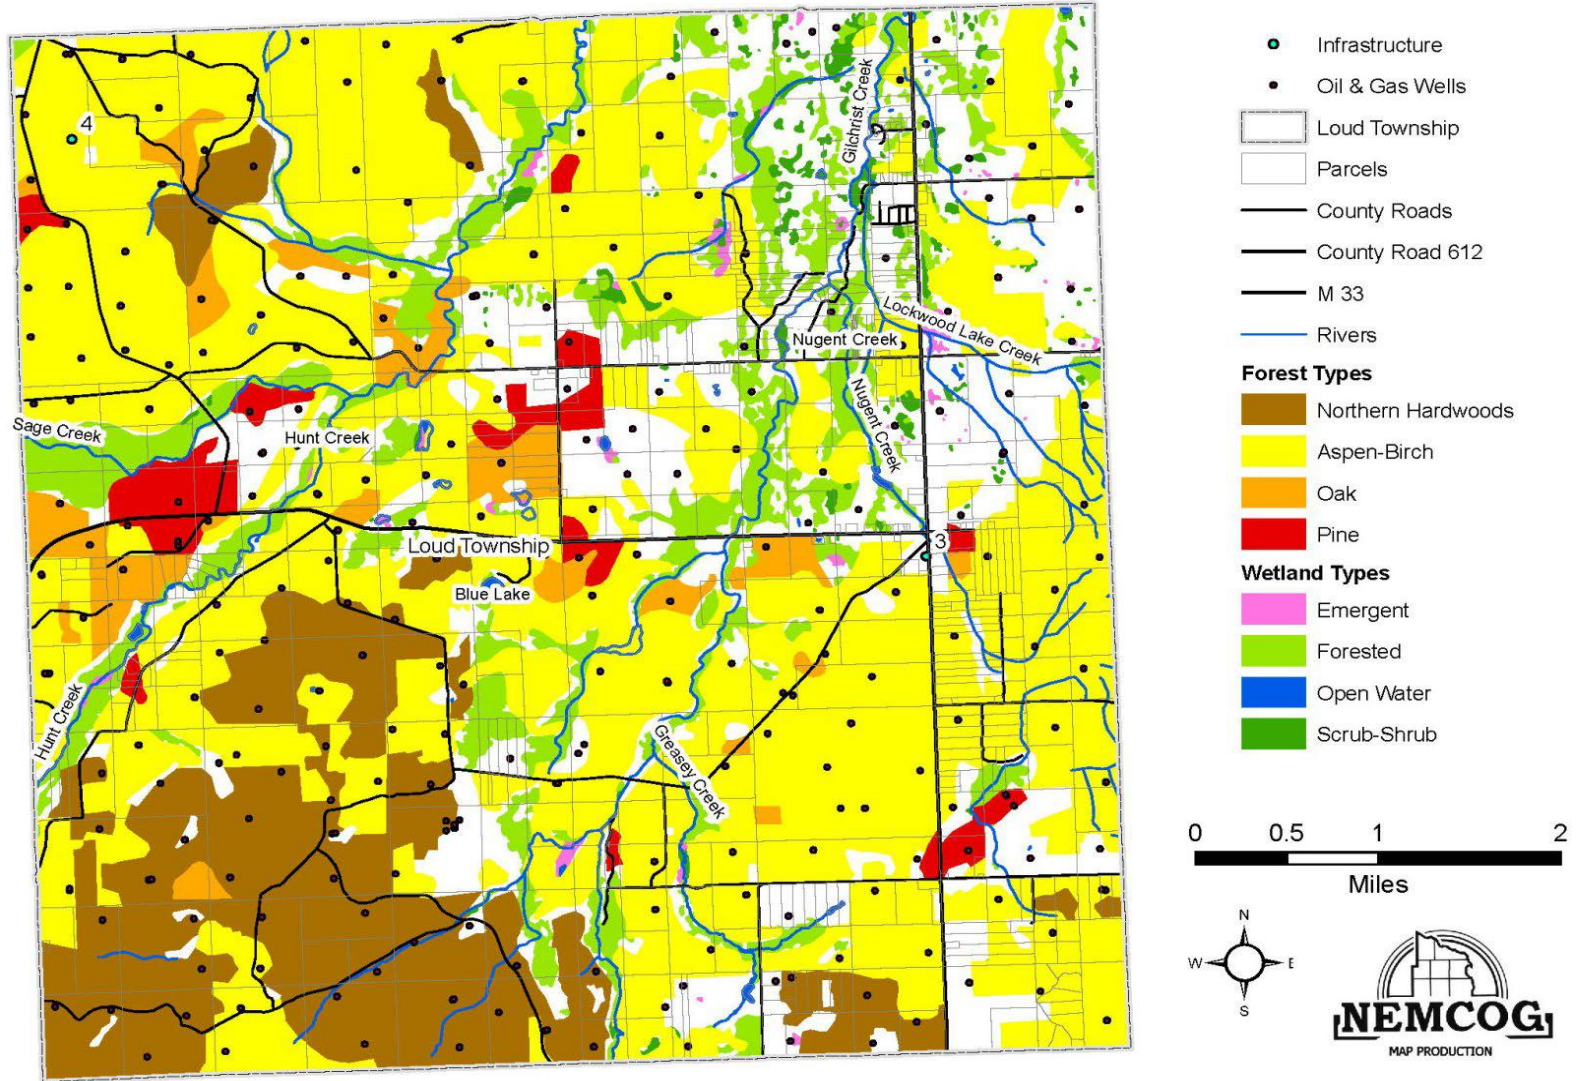 4
Gilchrist Creek
Lockwood Lake Creek
Nugent Creek
Nugent Creek
Sage Creek
Hunt Creek
Loud Township
3
Blue Lake
Hunt Creek
Greasey Creek
Infrastructure
Oil & Gas Wells
Loud Township
Parcels
County Roads
County Road 612
M 33
Rivers
Forest Types
Northern Hardwoods
Aspen-Birch
Oak
Pine
Wetland Types
Emergent
Forested
Open Water
Scrub-Shrub
0 0.5 1 2
Miles
N
W E
S
NEMCOG
MAP PRODUCTION